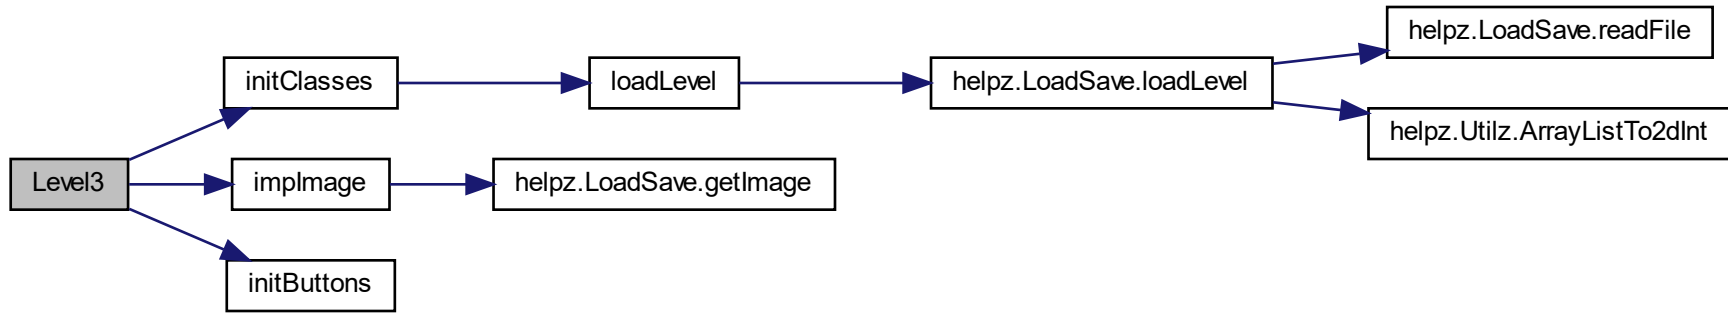 helpz.LoadSave.readFile
initClasses
loadLevel
helpz.LoadSave.loadLevel
helpz.Utilz.ArrayListTo2dInt
Level3
impImage
helpz.LoadSave.getImage
initButtons